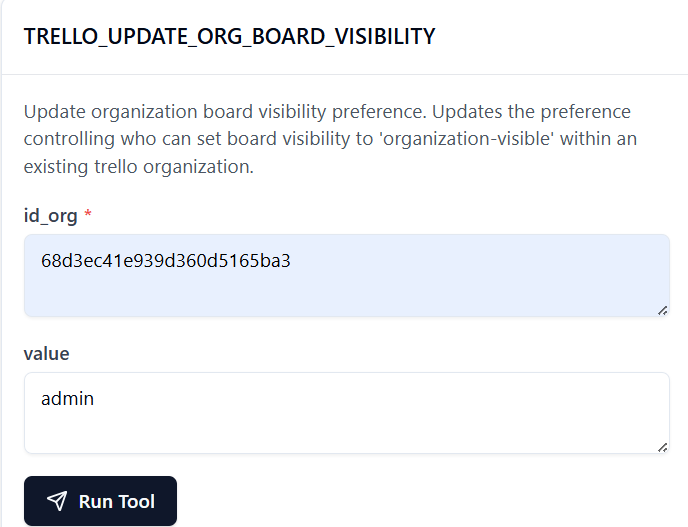 TRELLO_UPDATE_ORG_BOARD_VISIBILITY
Update organization board visibility preference. Updates the preference
controlling who can set board visibility to 'organization-visible' within an
existing trello organization.
id_org *
68d3ec41e939d360d5165ba3
value
admin
Run Tool